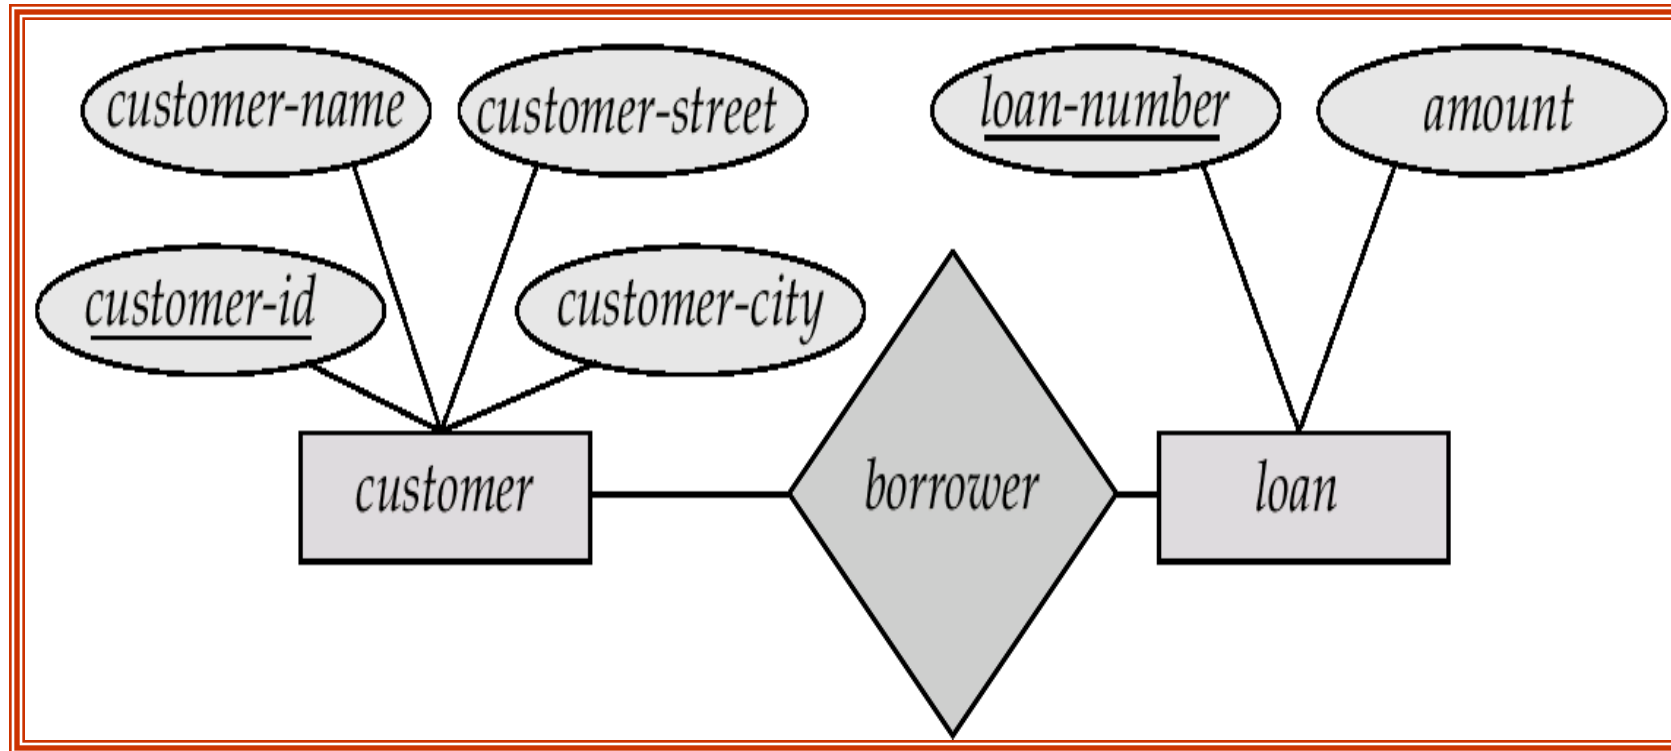 customer-name
customer-street
loan-number
amount
customer-id
customer-city
customer
borrower
loan